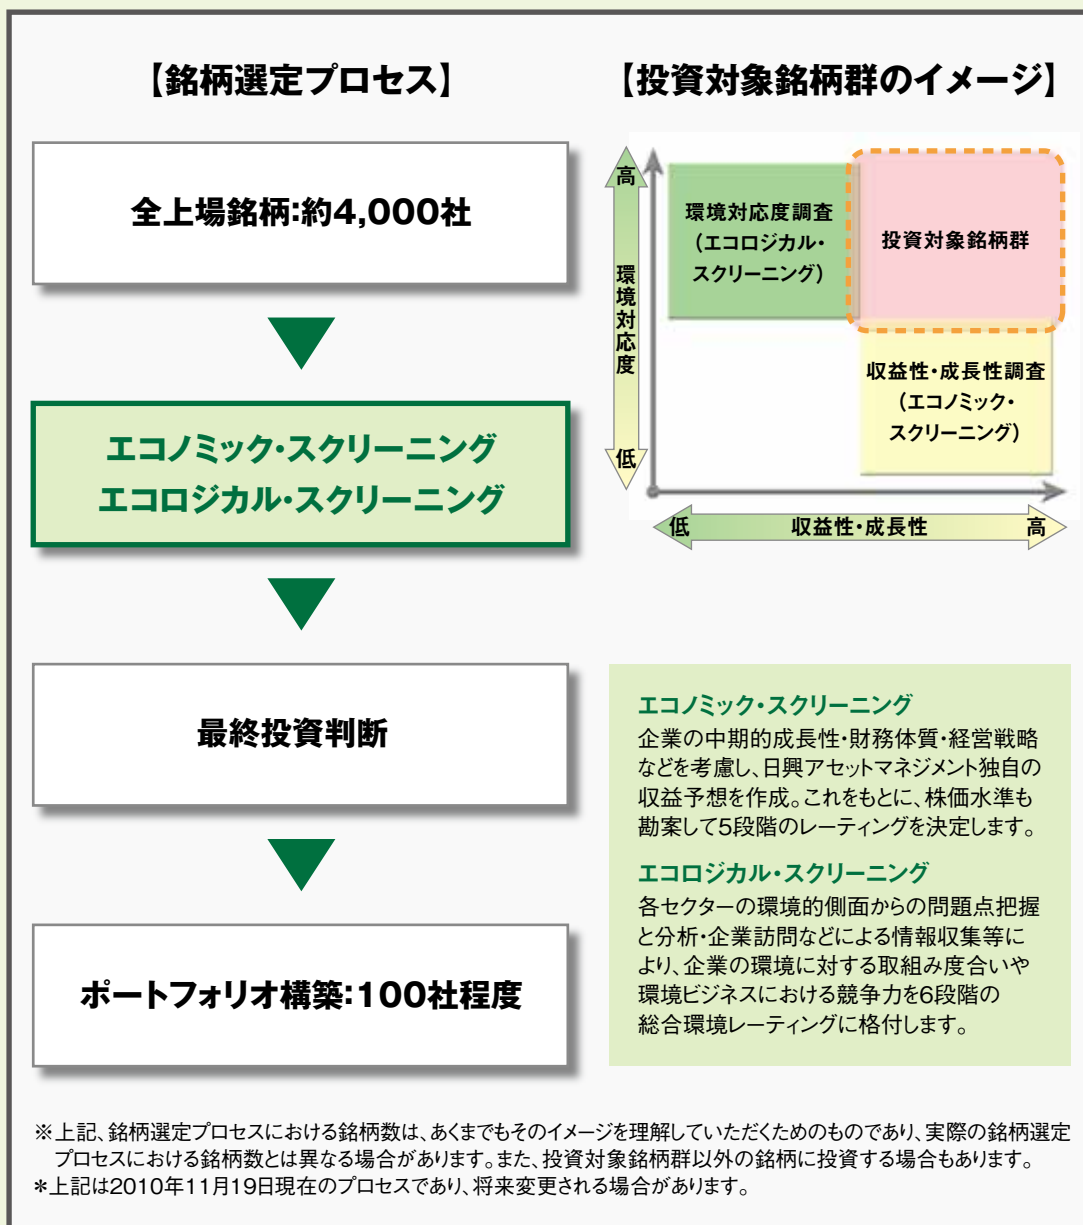 【銘柄選定プロセス】
全上場銘柄:約4,000社
エコノミック・スクリーニング
エコロジカル・スクリーニング
最終投資判断
ポートフォリオ構築:100社程度
【投資対象銘柄群のイメージ】
高
環境対応度
低
環境対応度調査
(エコロジカル・
スクリーニング)
投資対象銘柄群
収益性・成長性調査
(エコノミック・
スクリーニング)
低 収益性・成長性 高
エコノミック・スクリーニング
企業の中期的成長性・財務体質・経営戦略
などを考慮し、日興アセットマネジメント独自の
収益予想を作成。これをもとに、株価水準も
勘案して5段階のレーティングを決定します。
エコロジカル・スクリーニング
各セクターの環境的側面からの問題点把握
と分析・企業訪問などによる情報収集等に
より、企業の環境に対する取組み度合いや
環境ビジネスにおける競争力を6段階の
総合環境レーティングに格付します。
※上記、銘柄選定プロセスにおける銘柄数は、あくまでもそのイメージを理解していただくためのものであり、実際の銘柄選定
プロセスにおける銘柄数とは異なる場合があります。また、投資対象銘柄群以外の銘柄に投資する場合もあります。
*上記は2010年11月19日現在のプロセスであり、将来変更される場合があります。